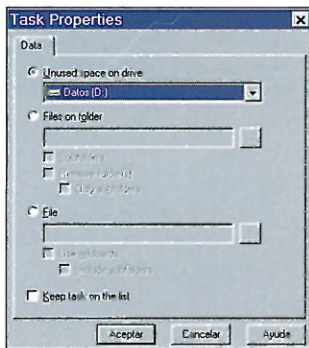 Task Properties
Data
Unused space on drive
Datos (D:)
Files on folder
File
Keep task on the list
Aceptar
Cancelar
Ayuda